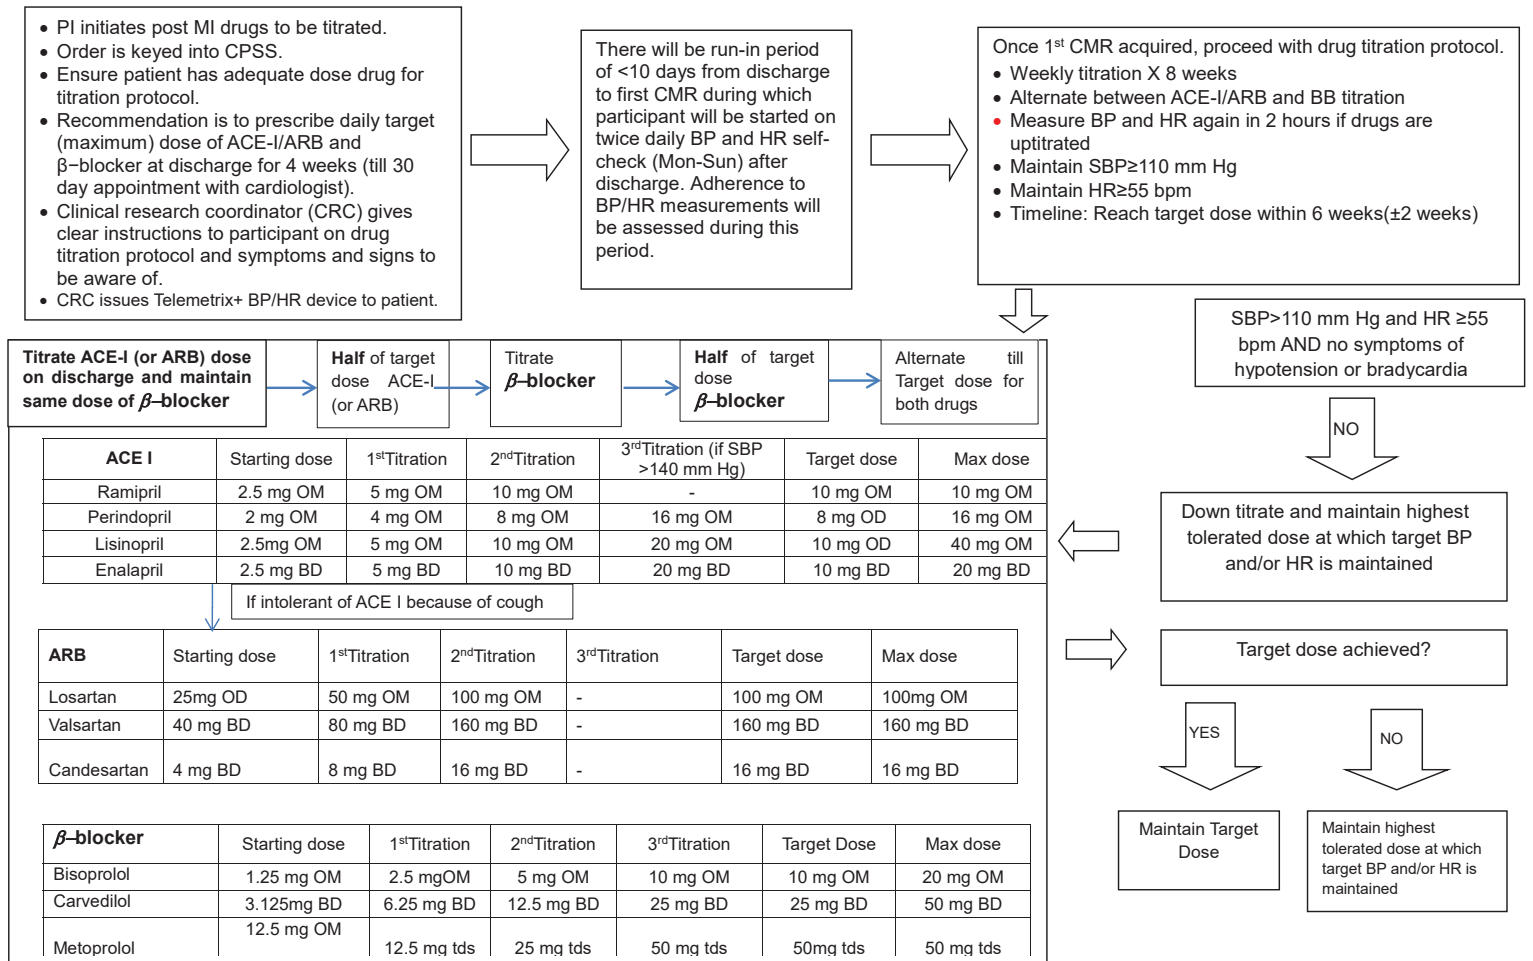 • PI initiates post MI drugs to be titrated.
• Order is keyed into CPSS.
• Ensure patient has adequate dose drug for
titration protocol.
• Recommendation is to prescribe daily target
(maximum) dose of ACE-I/ARB and
β−blocker at discharge for 4 weeks (till 30
day appointment with cardiologist).
• Clinical research coordinator (CRC) gives
clear instructions to participant on drug
titration protocol and symptoms and signs to
be aware of.
• CRC issues Telemetrix+ BP/HR device to patient.
There will be run-in period
of <10 days from discharge
to first CMR during which
participant will be started on
twice daily BP and HR self-
check (Mon-Sun) after
discharge. Adherence to
BP/HR measurements will
be assessed during this
period.
Once 1st CMR acquired, proceed with drug titration protocol.
• Weekly titration X 8 weeks
• Alternate between ACE-I/ARB and BB titration
• Measure BP and HR again in 2 hours if drugs are
uptitrated
• Maintain SBP≥110 mm Hg
• Maintain HR≥55 bpm
• Timeline: Reach target dose within 6 weeks(±2 weeks)
SBP>110 mm Hg and HR ≥55
bpm AND no symptoms of
hypotension or bradycardia
NO
Down titrate and maintain highest
tolerated dose at which target BP
and/or HR is maintained
Titrate ACE-I (or ARB) dose
on discharge and maintain
same dose of β–blocker
Half of target
dose ACE-I
(or ARB)
Titrate
β–blocker
Half of target
dose
β–blocker
Alternate till
Target dose for
both drugs
ACE I Starting dose 1stTitration 2ndTitration 3rdTitration (if SBP >140 mm Hg) Target dose Max dose
Ramipril 2.5 mg OM 5 mg OM 10 mg OM - 10 mg OM 10 mg OM
Perindopril 2 mg OM 4 mg OM 8 mg OM 16 mg OM 8 mg OD 16 mg OM
Lisinopril 2.5mg OM 5 mg OM 10 mg OM 20 mg OM 10 mg OD 40 mg OM
Enalapril 2.5 mg BD 5 mg BD 10 mg BD 20 mg BD 10 mg BD 20 mg BD
If intolerant of ACE I because of cough
ARB Starting dose 1stTitration 2ndTitration 3rdTitration Target dose Max dose
Losartan 25mg OD 50 mg OM 100 mg OM - 100 mg OM 100mg OM
Valsartan 40 mg BD 80 mg BD 160 mg BD - 160 mg BD 160 mg BD
Candesartan 4 mg BD 8 mg BD 16 mg BD - 16 mg BD 16 mg BD
β–blocker Starting dose 1stTitration 2ndTitration 3rdTitration Target Dose Max dose
Bisoprolol 1.25 mg OM 2.5 mgOM 5 mg OM 10 mg OM 10 mg OM 20 mg OM
Carvedilol 3.125mg BD 6.25 mg BD 12.5 mg BD 25 mg BD 25 mg BD 50 mg BD
Metoprolol 12.5 mg OM 12.5 mg tds 25 mg tds 50 mg tds 50mg tds 50 mg tds
Target dose achieved?
YES
NO
Maintain Target
Dose
Maintain highest
tolerated dose at which
target BP and/or HR is
maintained